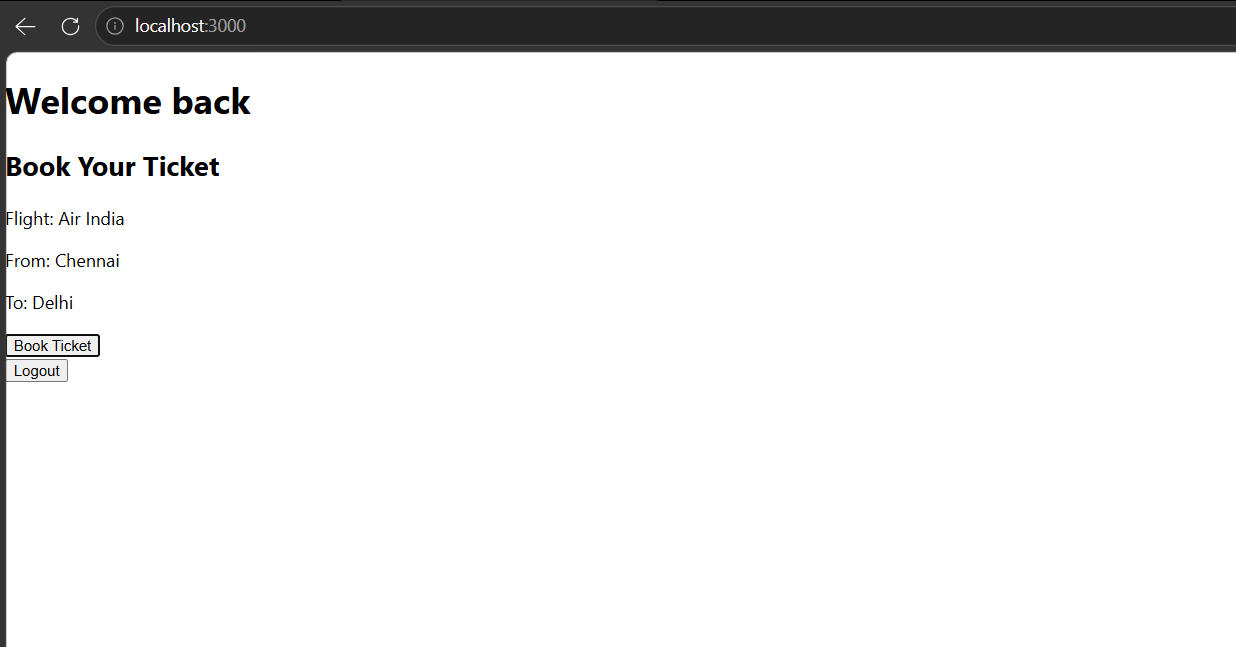 localhost:3000
Welcome back
Book Your Ticket
Flight: Air India
From: Chennai
To: Delhi
Book Ticket
Logout